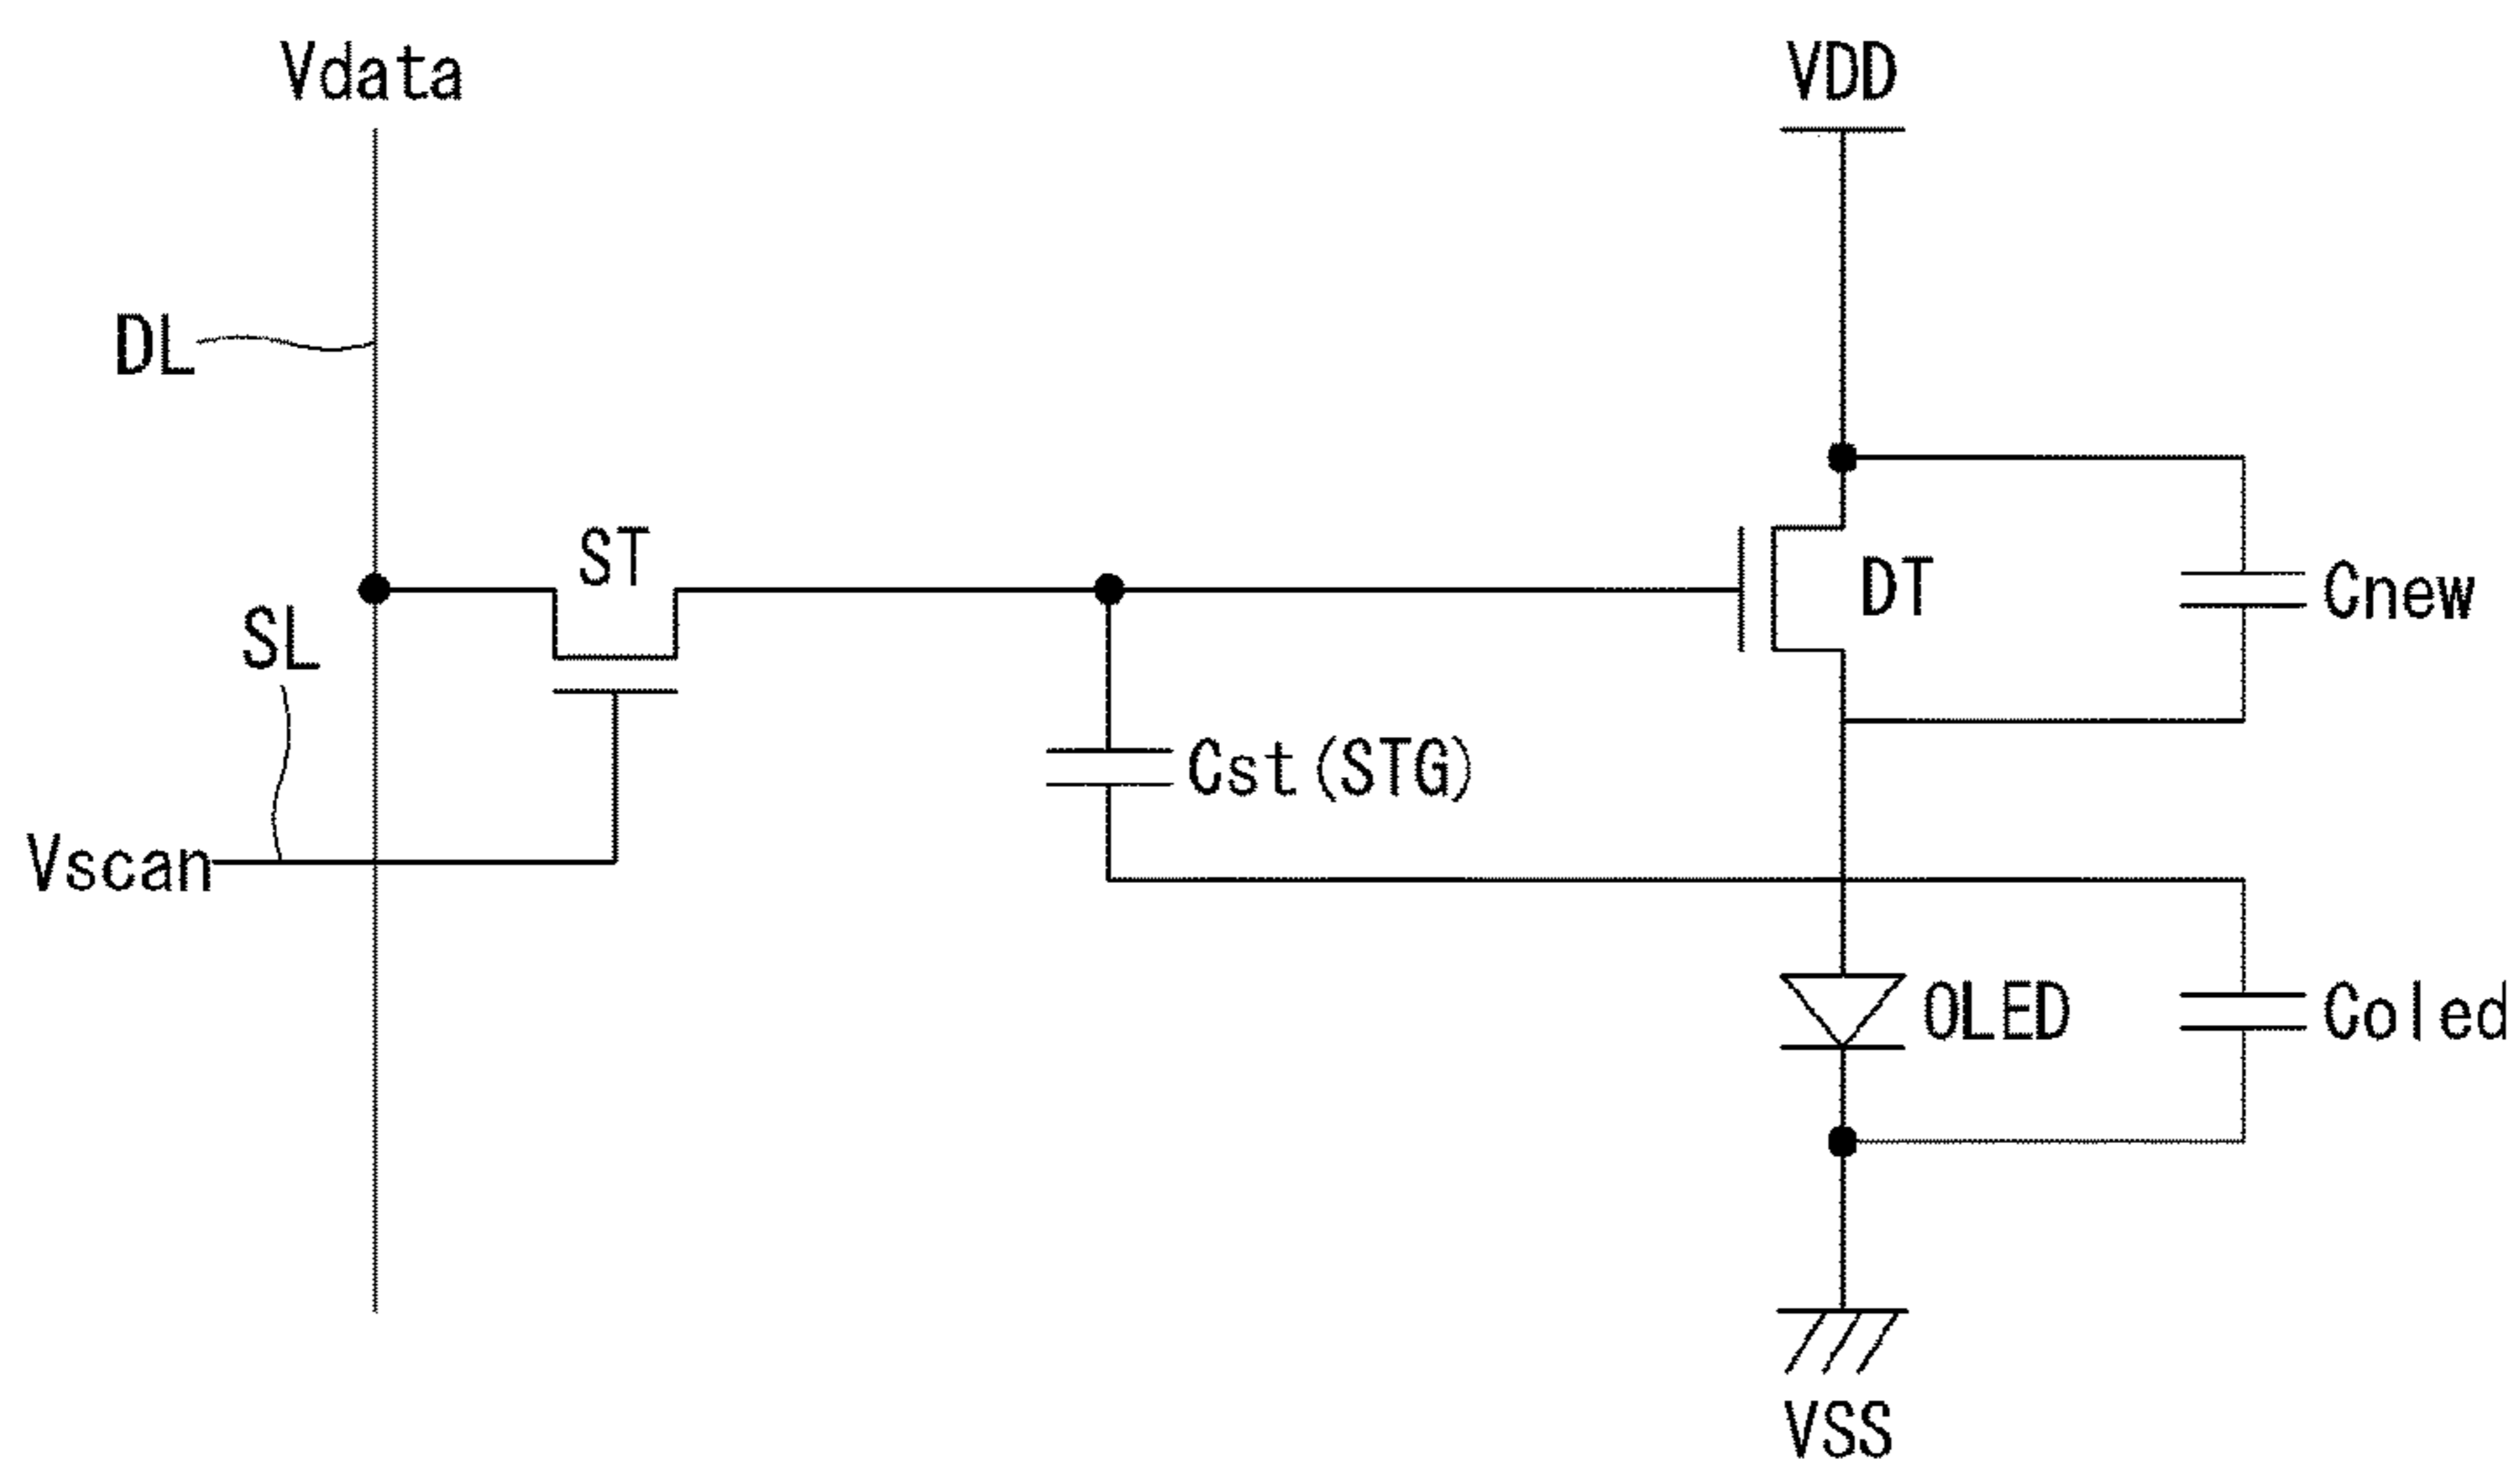 Vdata
VDD
DL
ST
DT
Cnew
SL
Cst(STG)
Vscan
OLED
Coled
VSS